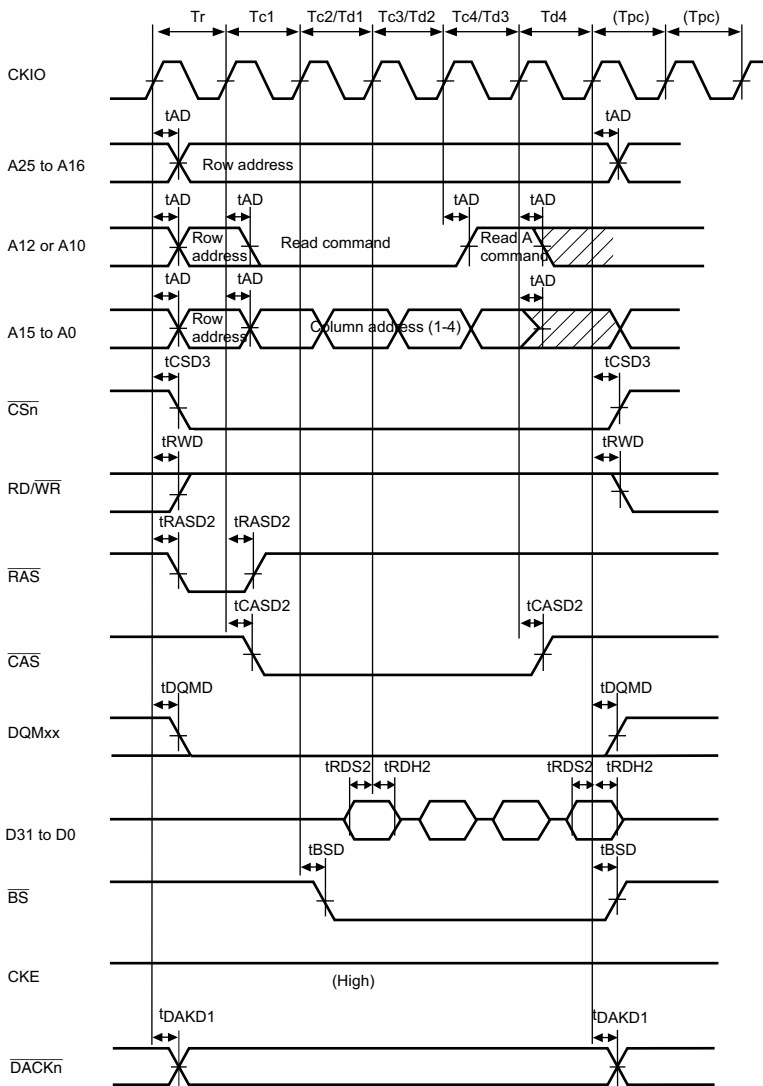 Tr Tc1 Tc2/Td1 Tc3/Td2 Tc4/Td3 Td4 (Tpc) (Tpc)
CKIO
tAD tAD
A25 to A16 Row address
tAD tAD tAD tAD
A12 or A10 Row address Read command Read A command
tAD tAD tAD
A15 to A0 Row address Column address (1-4)
tCSD3 tCSD3
CSn
tRWD tRWD
RD/WR
tRASD2 tRASD2
RAS
tCASD2 tCASD2
CAS
tDQMD tDQMD
DQMxx
tRDS2 tRDH2 tRDS2 tRDH2
D31 to D0
tBSD tBSD
BS
CKE (High)
tDAKD1 tDAKD1
DACKn